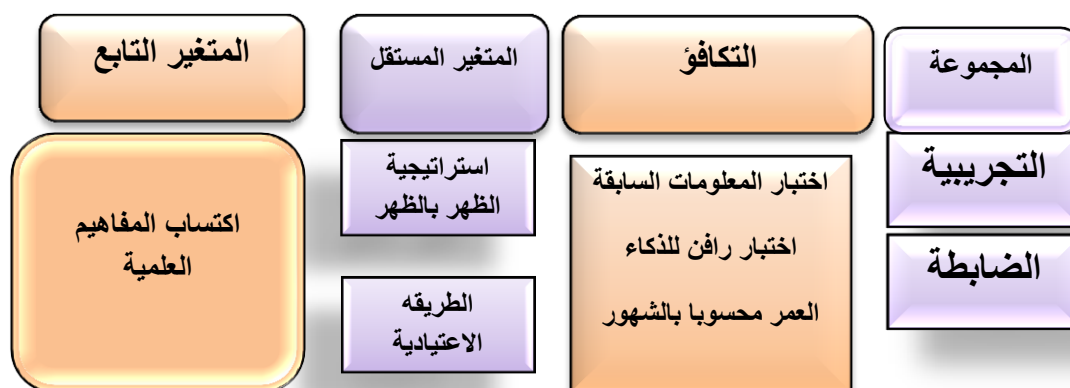 المجموعة
التكافؤ
المتغير المستقل
المتغير التابع
التجريبية
الضابطة
اختبار المعلومات السابقة
اختبار رافن للذكاء
العمر محسوبا بالشهور
استراتيجية
الظهر بالظهر
الطريقه
الاعتيادية
اكتساب المفاهيم
العلمية